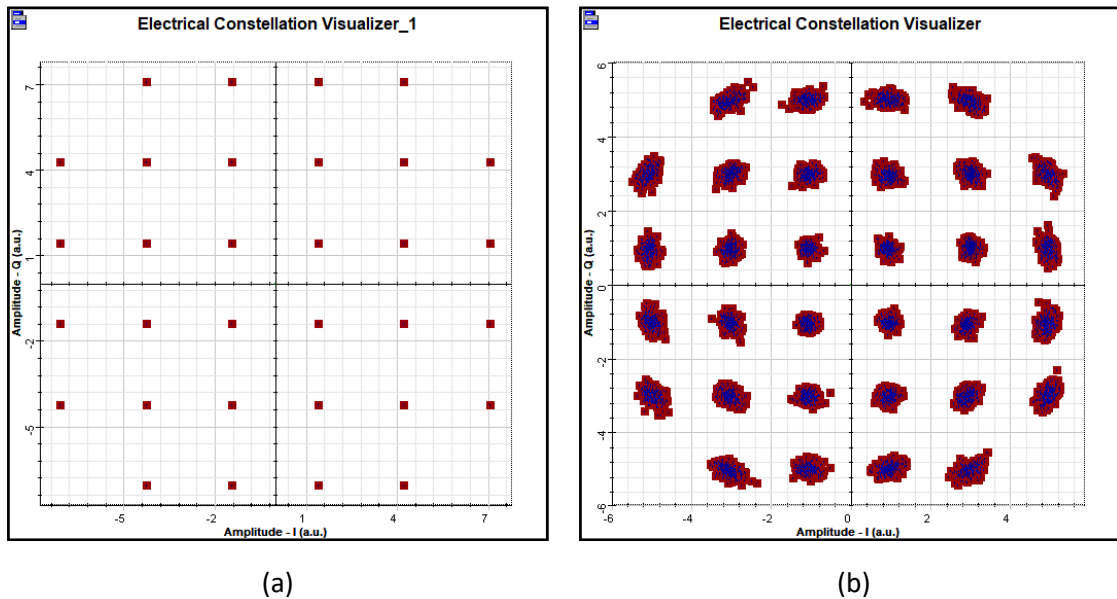 Electrical Constellation Visualizer_1
Amplitude - Q (a.u.)
7
4
1
-2
-5
-5
-2
1
4
7
Amplitude - I (a.u.)
(a)
Electrical Constellation Visualizer
Amplitude - Q (a.u.)
6
4
2
0
-2
-4
-6
-6
-4
-2
0
2
4
Amplitude - I (a.u.)
(b)